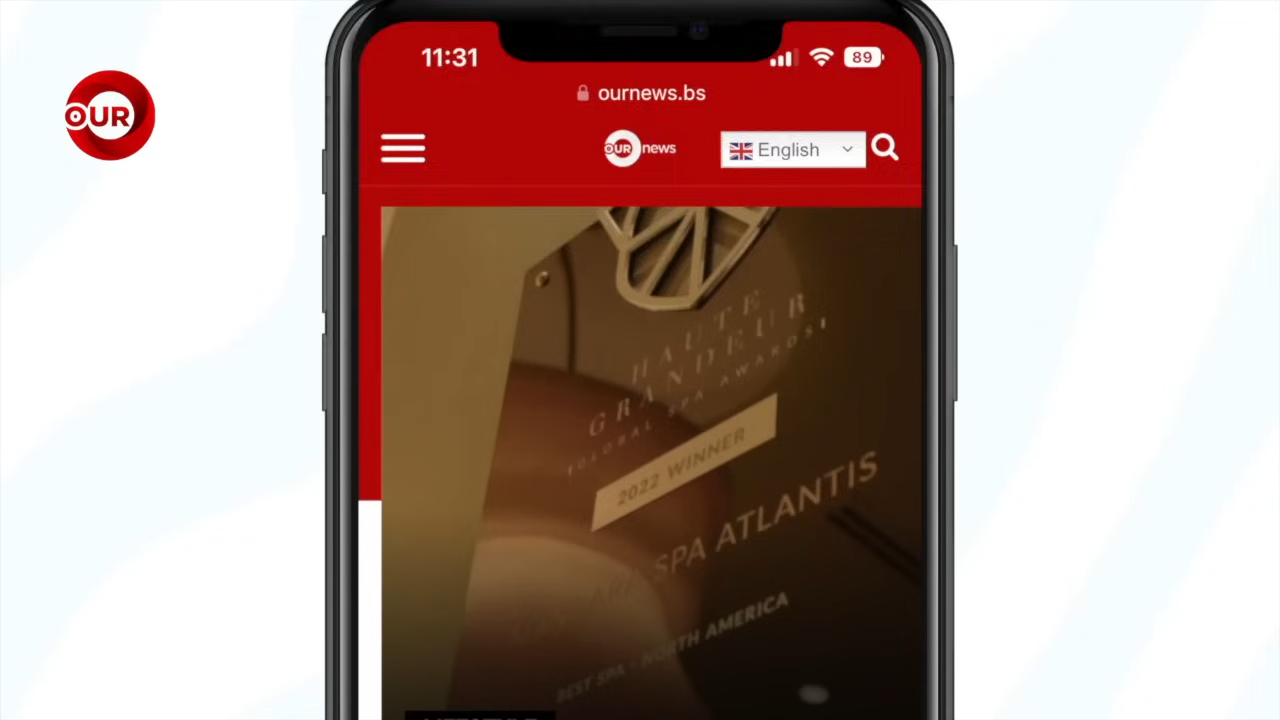 OUR
11:31
89
ournews.bs
OUR news
English
HAUTE
GRANDEUR
GLOBAL SPA AWARDS
2022 WINNER
SPA ATLANTIS
BEST SPA - NORTH AMERICA